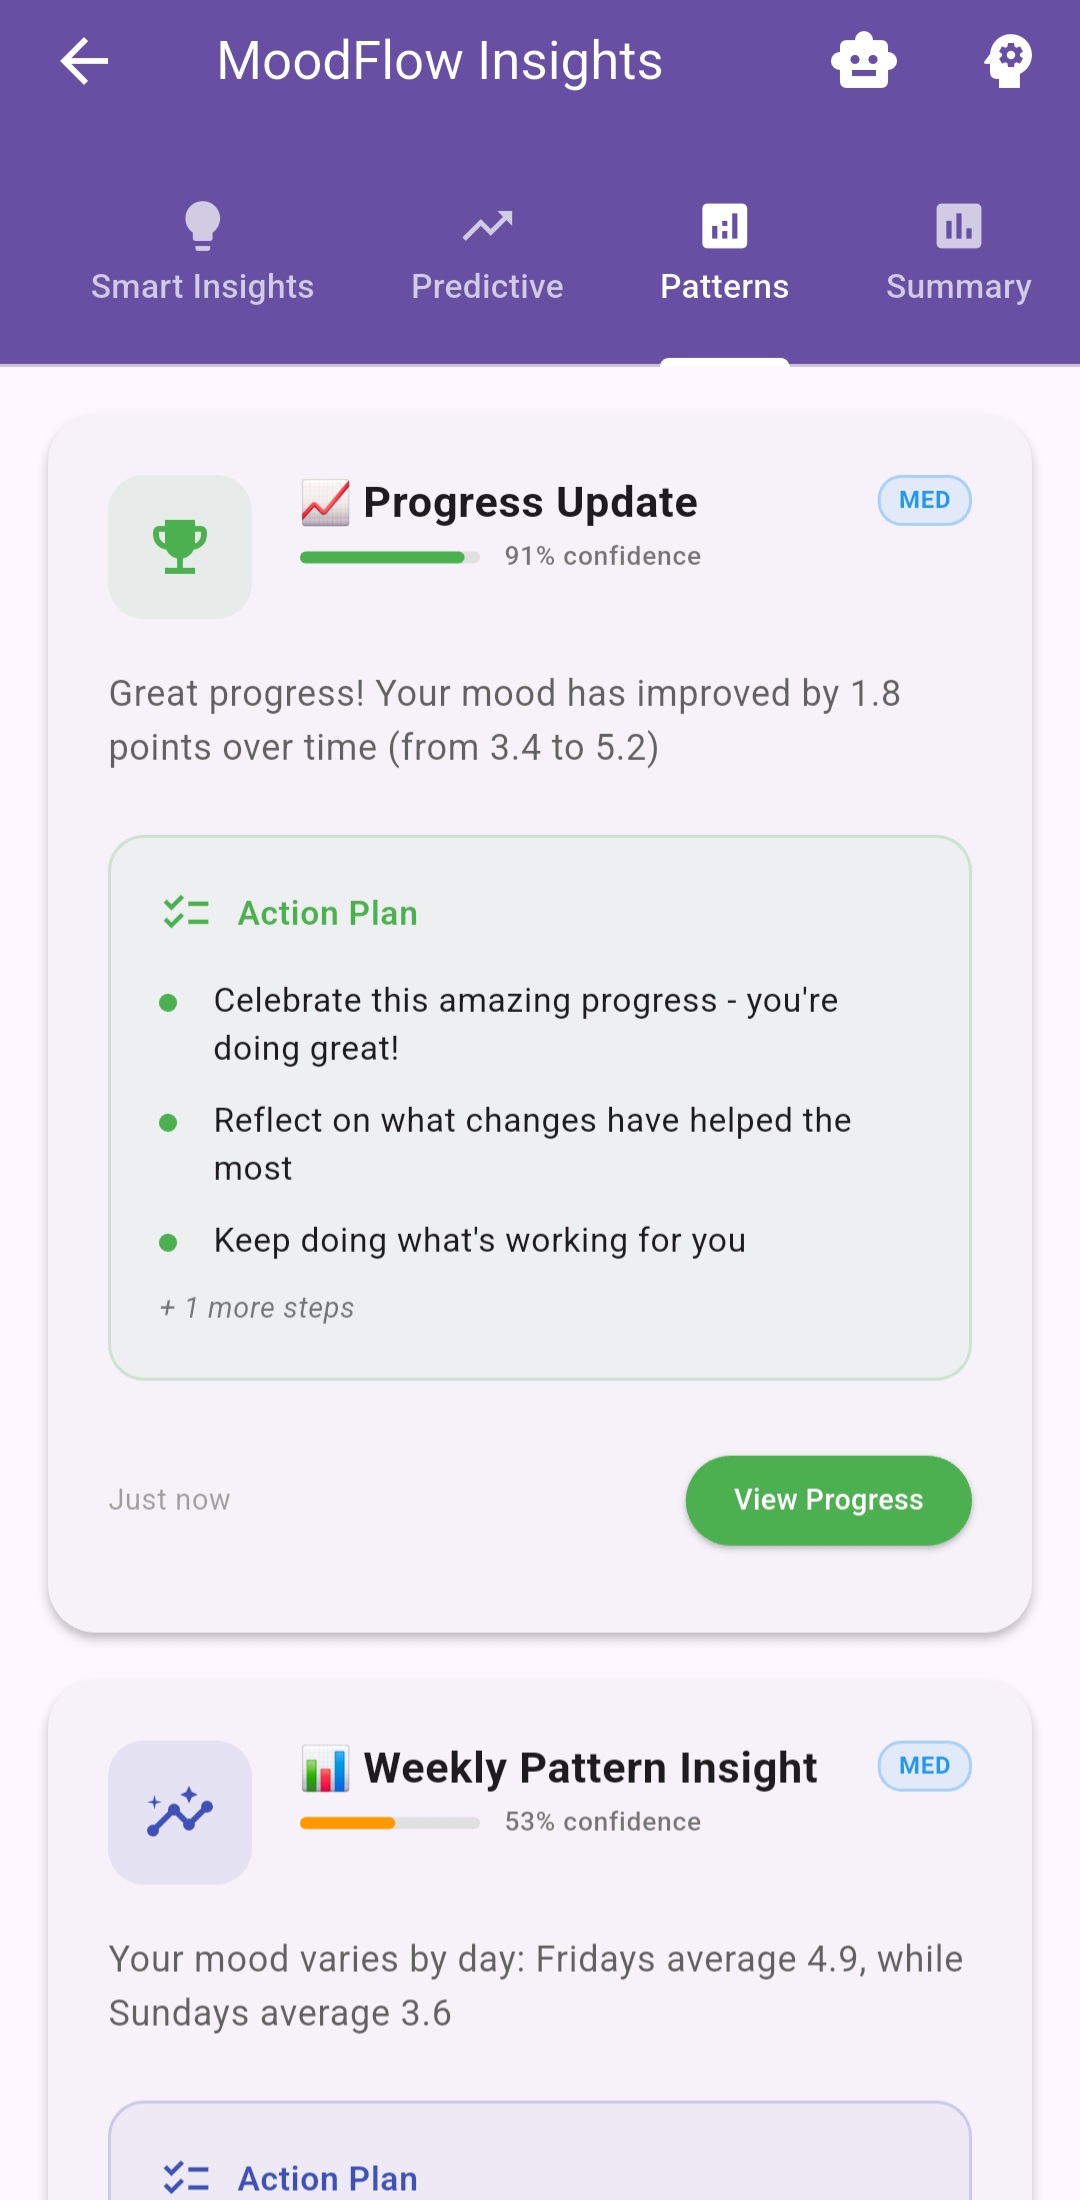 MoodFlow Insights
Smart Insights
Predictive
Patterns
Summary
Progress Update
MED
91% confidence
Great progress! Your mood has improved by 1.8
points over time (from 3.4 to 5.2)
Action Plan
Celebrate this amazing progress - you're
doing great!
Reflect on what changes have helped the
most
Keep doing what's working for you
+ 1 more steps
Just now
View Progress
Weekly Pattern Insight
MED
53% confidence
Your mood varies by day: Fridays average 4.9, while
Sundays average 3.6
Action Plan